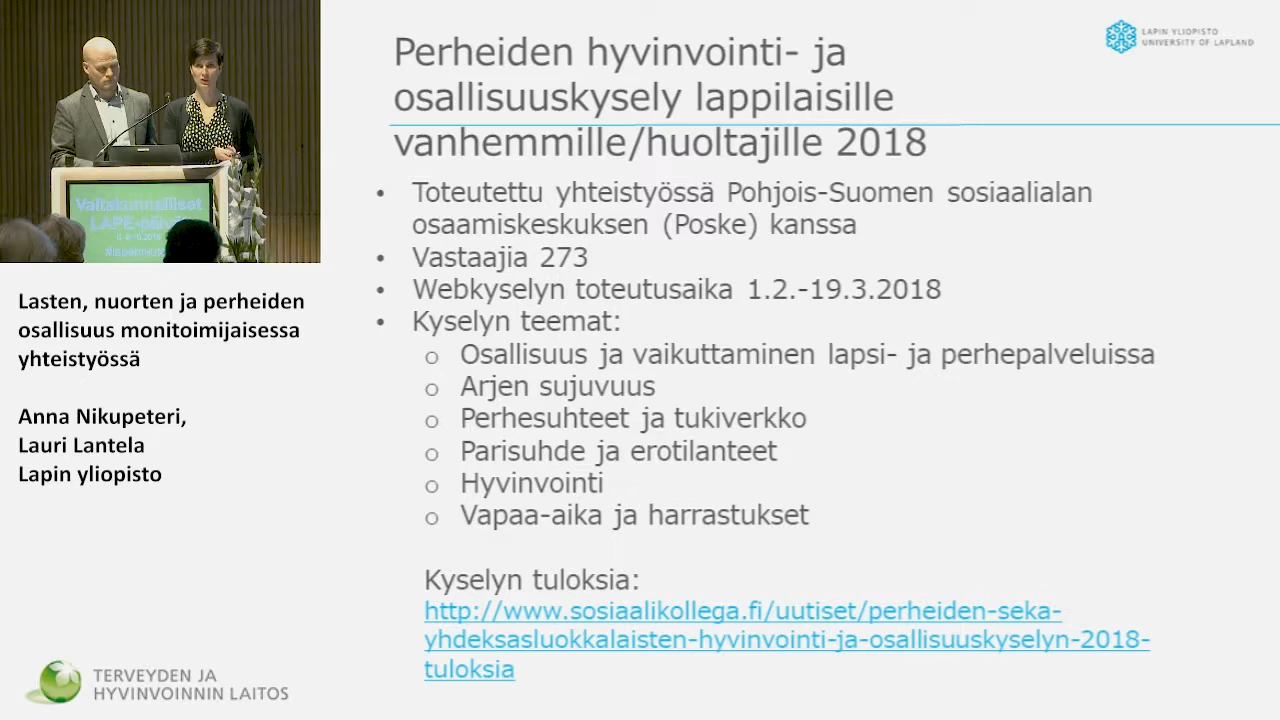 Perheiden hyvinvointi- ja
osallisuuskysely lappilaisille
vanhemmille/huoltajille 2018
LAPIN YLIOPISTO
UNIVERSITY OF LAPLAND
• Toteutettu yhteistyössä Pohjois-Suomen sosiaalialan
osaamiskeskuksen (Poske) kanssa
• Vastaajia 273
• Webkyselyn toteutusaika 1.2.-19.3.2018
• Kyselyn teemat:
o Osallisuus ja vaikuttaminen lapsi- ja perhepalveluissa
o Arjen sujuvuus
o Perhesuhteet ja tukiverkko
o Parisuhde ja erotilanteet
o Hyvinvointi
o Vapaa-aika ja harrastukset
Kyselyn tuloksia:
http://www.sosiaalikollega.fi/uutiset/perheiden-seka-
yhdeksasluokkalaisten-hyvinvointi-ja-osallisuuskyselyn-2018-
tuloksia
Valtakunnalliset
LAPE-päivät
Lasten, nuorten ja perheiden
osallisuus monitoimijaisessa
yhteistyössä
Anna Nikupeteri,
Lauri Lantela
Lapin yliopisto
TERVEYDEN JA
HYVINVOINNIN LAITOS